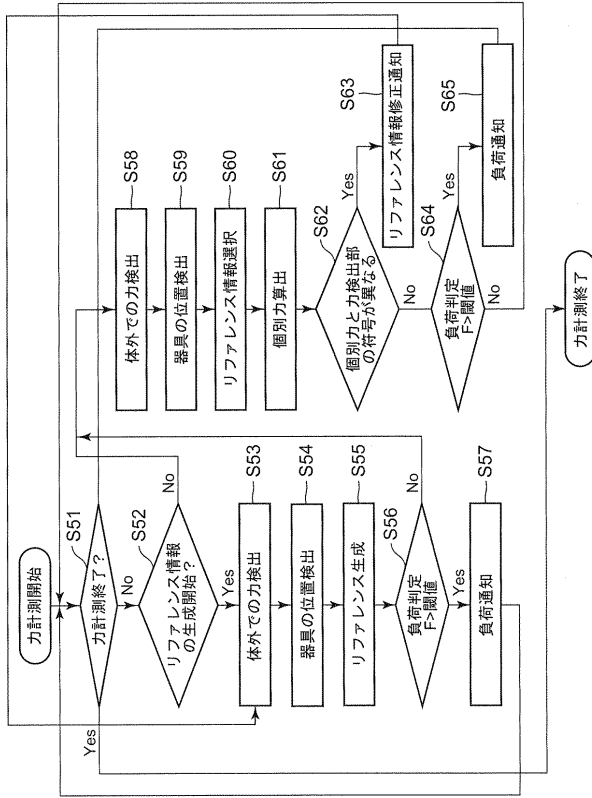 力計測開始
S51
力計測終了？
Yes
No
S52
リファレンス情報
の生成開始？
No
Yes
S53
体外での力検出
S54
器具の位置検出
S55
リファレンス生成
S56
負荷判定
F>閾値
No
Yes
S57
負荷通知
S58
体外での力検出
S59
器具の位置検出
S60
リファレンス情報選択
S61
個別力算出
S62
個別力と力検出部
の符号が異なる
Yes
No
S63
リファレンス情報修正通知
S64
負荷判定
F>閾値
Yes
No
S65
負荷通知
力計測終了